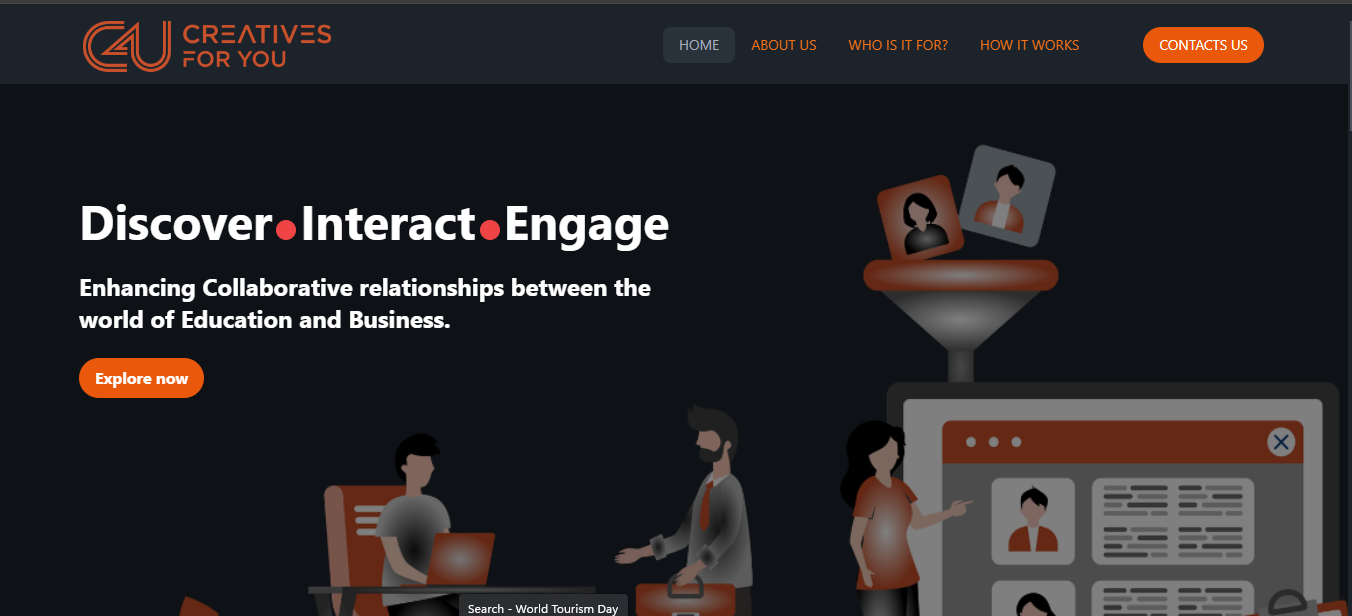 C4U CREATIVES
FOR YOU
HOME ABOUT US WHO IS IT FOR? HOW IT WORKS CONTACTS US
Discover•Interact•Engage
Enhancing Collaborative relationships between the
world of Education and Business.
Explore now
Search - World Tourism Day